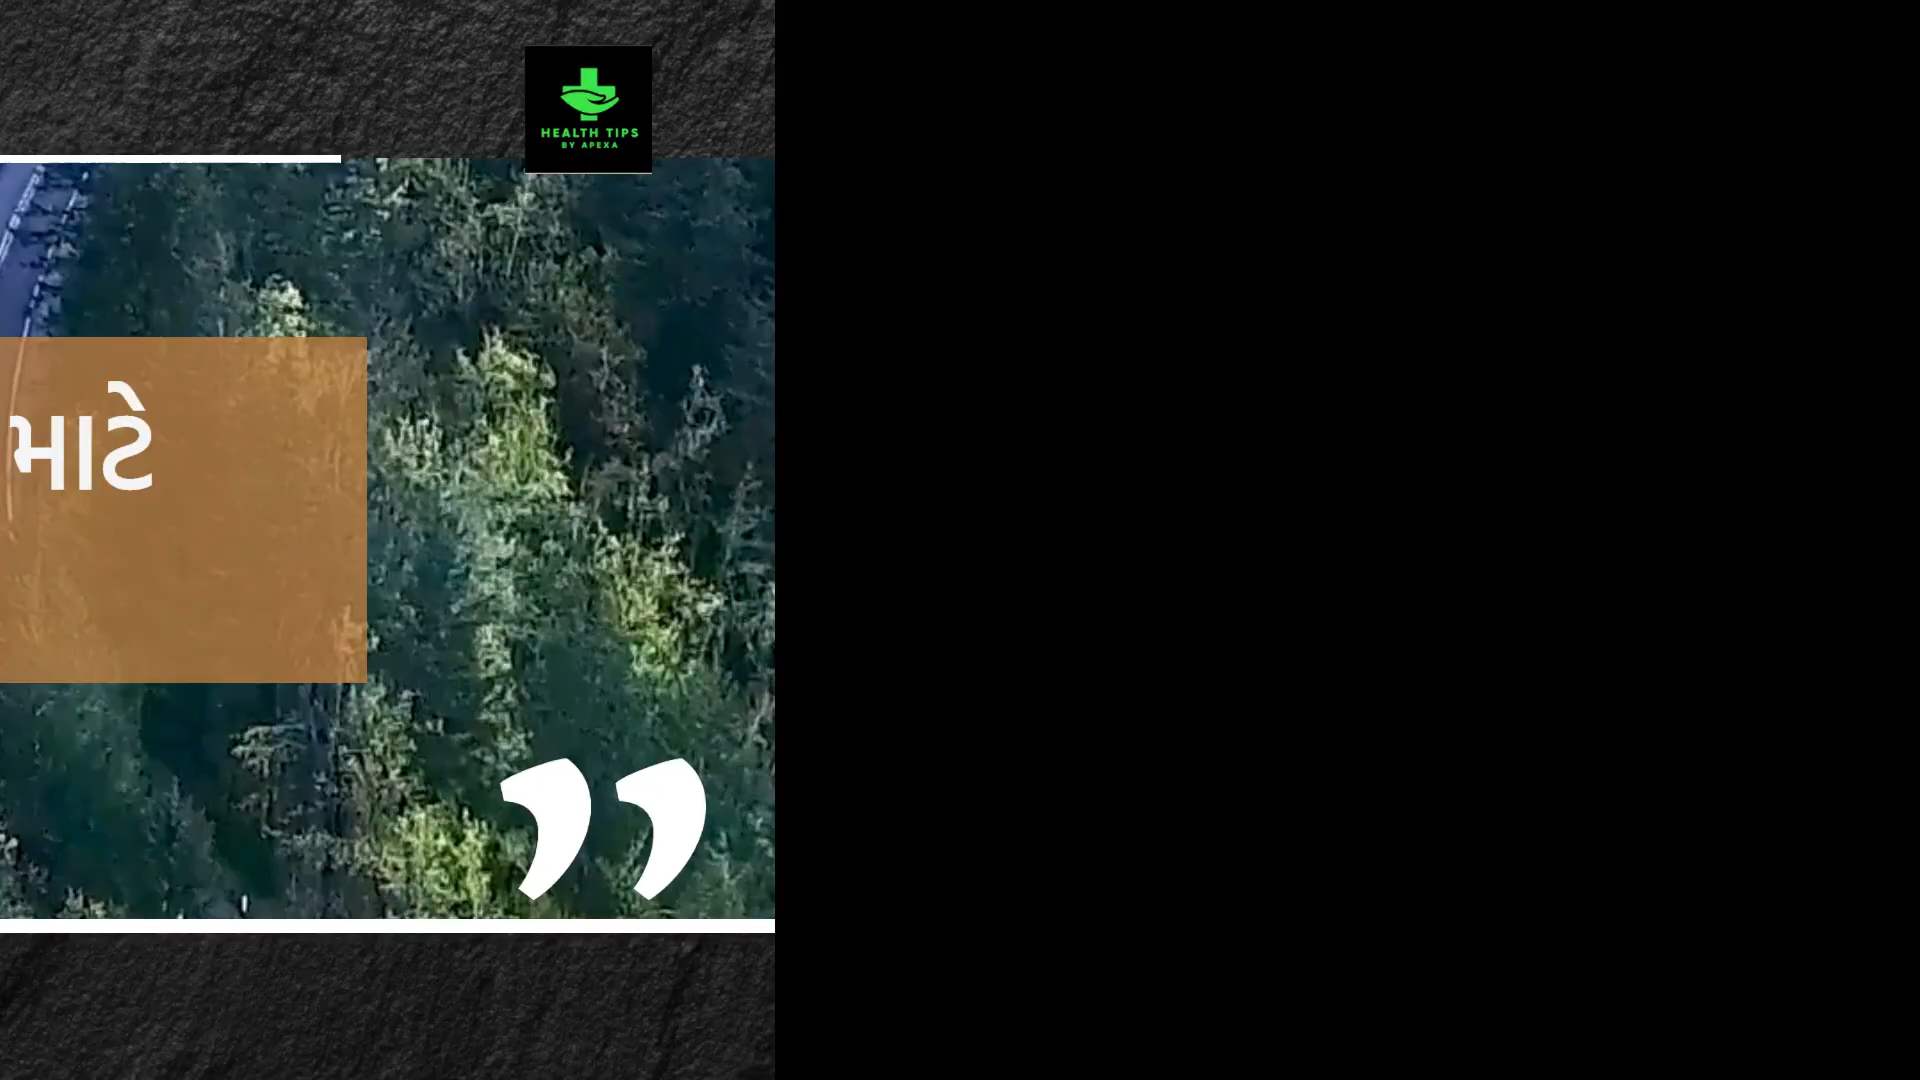 HEALTH TIPS
BY APEXA
માટે
”